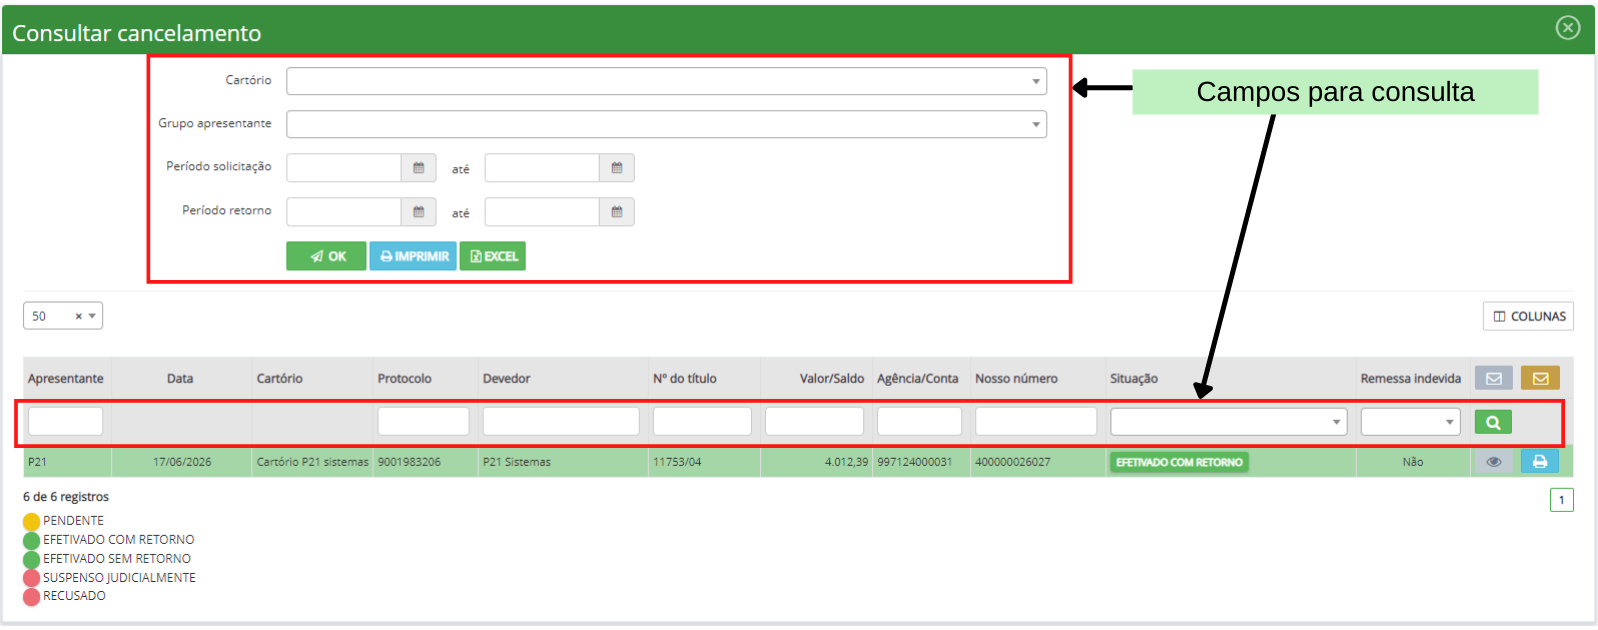 Consultar cancelamento
Cartório
Campos para consulta
Grupo apresentante
Período solicitação até
Período retorno até
OK IMPRIMIR EXCEL
50 × COLUNAS
Apresentante Data Cartório Protocolo Devedor Nº do título Valor/Saldo Agência/Conta Nosso número Situação Remessa indevida
P21 17/06/2026 Cartório P21 sistemas 9001983206 P21 Sistemas 11753/04 4.012,39 997124000031 400000026027 EFETIVADO COM RETORNO Não
6 de 6 registros 1
PENDENTE
EFETIVADO COM RETORNO
EFETIVADO SEM RETORNO
SUSPENSO JUDICIALMENTE
RECUSADO